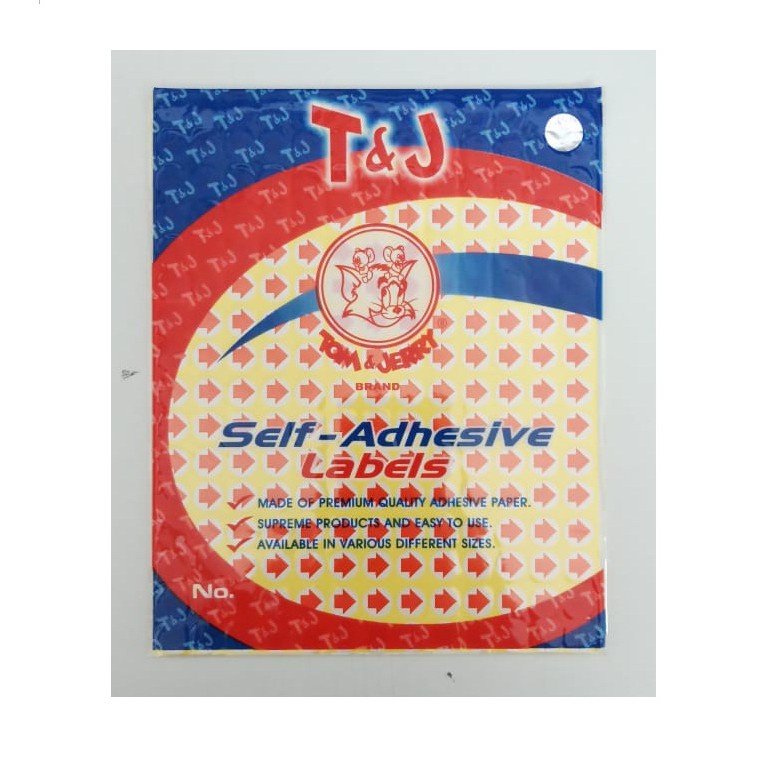 T&J
TOM & JERRY®
BRAND
Self-Adhesive
Labels
MADE OF PREMIUM QUALITY ADHESIVE PAPER.
SUPREME PRODUCTS AND EASY TO USE.
AVAILABLE IN VARIOUS DIFFERENT SIZES.
No.